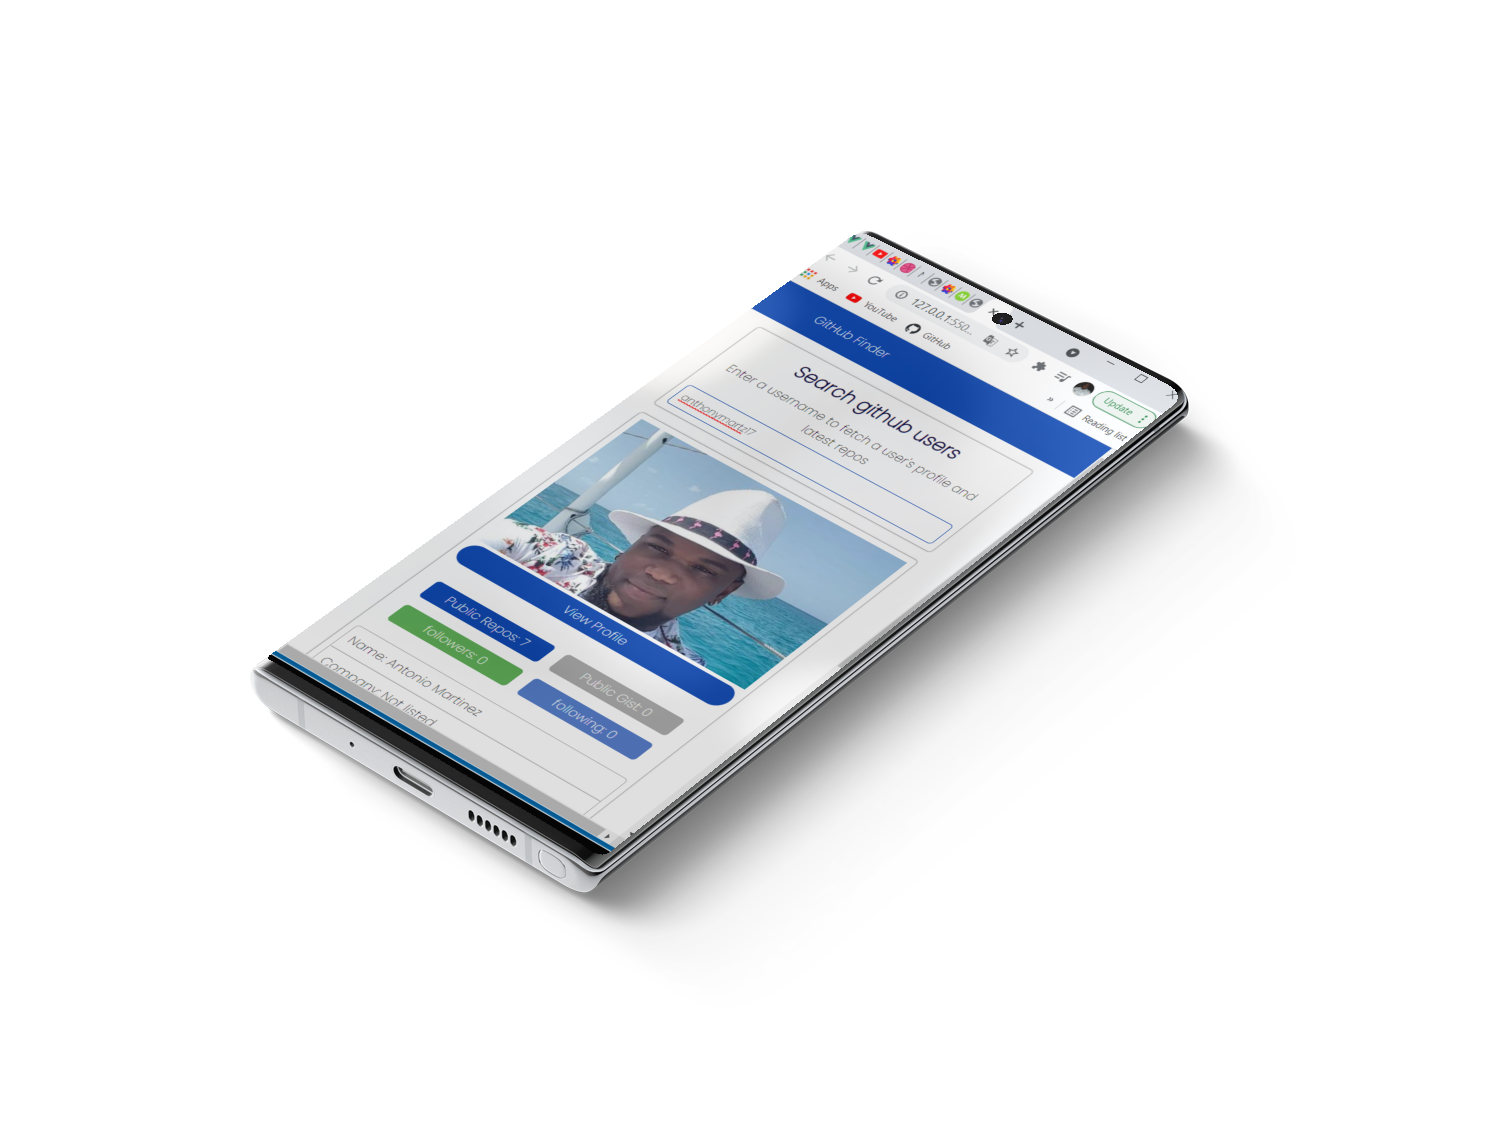 127.0.0.1:550...
Update
Apps
YouTube
GitHub
»
Reading list
GitHub Finder
Search github users
Enter a username to fetch a user's profile and
latest repos
anthonymartzl7
View Profile
Public Repos: 7
Public Gist: 0
followers: 0
following: 0
Name: Antonio Martinez
Company: Not listed